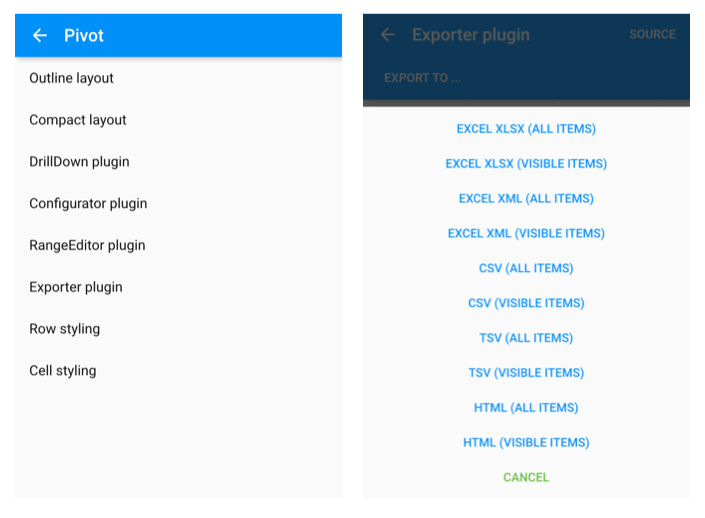 Pivot
Outline layout
Compact layout
DrillDown plugin
Configurator plugin
RangeEditor plugin
Exporter plugin
Row styling
Cell styling
Exporter plugin
SOURCE
EXPORT TO ...
EXCEL XLSX (ALL ITEMS)
EXCEL XLSX (VISIBLE ITEMS)
EXCEL XML (ALL ITEMS)
EXCEL XML (VISIBLE ITEMS)
CSV (ALL ITEMS)
CSV (VISIBLE ITEMS)
TSV (ALL ITEMS)
TSV (VISIBLE ITEMS)
HTML (ALL ITEMS)
HTML (VISIBLE ITEMS)
CANCEL